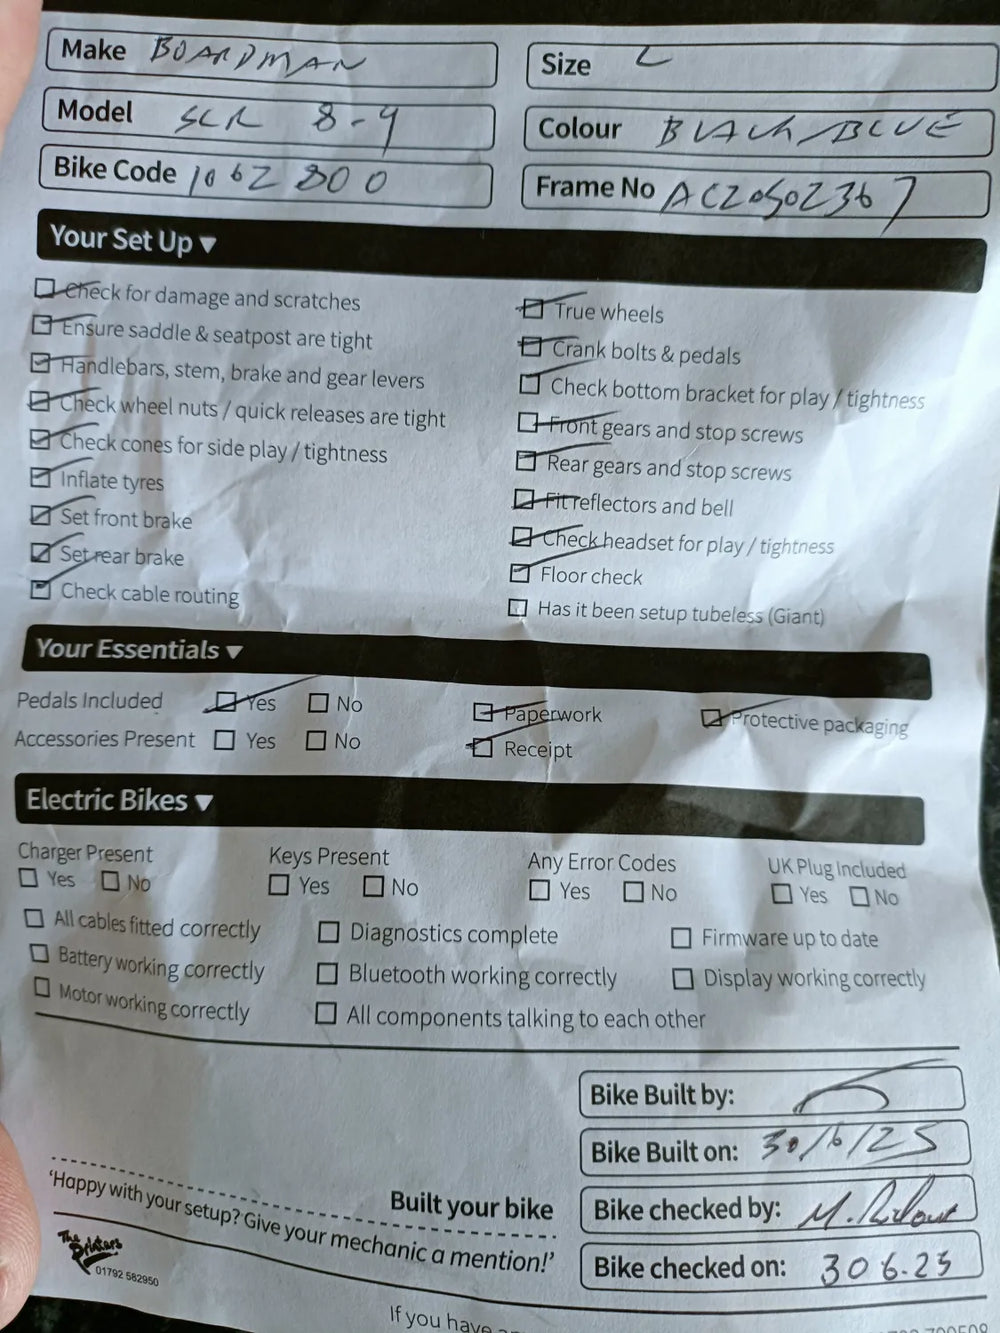 Make BOARDMAN
Size L
Model SLR 8-9
Colour BLACK/BLUE
Bike Code 1062800
Frame No AC20502367
Your Set Up ▼
Check for damage and scratches
Ensure saddle & seatpost are tight
Handlebars, stem, brake and gear levers
Check wheel nuts / quick releases are tight
Check cones for side play / tightness
Inflate tyres
Set front brake
Set rear brake
Check cable routing
True wheels
Crank bolts & pedals
Check bottom bracket for play / tightness
Front gears and stop screws
Rear gears and stop screws
Fit reflectors and bell
Check headset for play / tightness
Floor check
Has it been setup tubeless (Giant)
Your Essentials ▼
Pedals Included Yes No
Accessories Present Yes No
Paperwork
Receipt
Protective packaging
Electric Bikes ▼
Charger Present
Yes No
Keys Present
Yes No
Any Error Codes
Yes No
UK Plug Included
Yes No
All cables fitted correctly
Battery working correctly
Motor working correctly
Diagnostics complete
Bluetooth working correctly
All components talking to each other
Firmware up to date
Display working correctly
Bike Built by:
Bike Built on: 30/6/25
Built your bike
Bike checked by: M.
Bike checked on: 30 6.25
'Happy with your setup? Give your mechanic a mention!'
The Printers
01792 582950
If you have